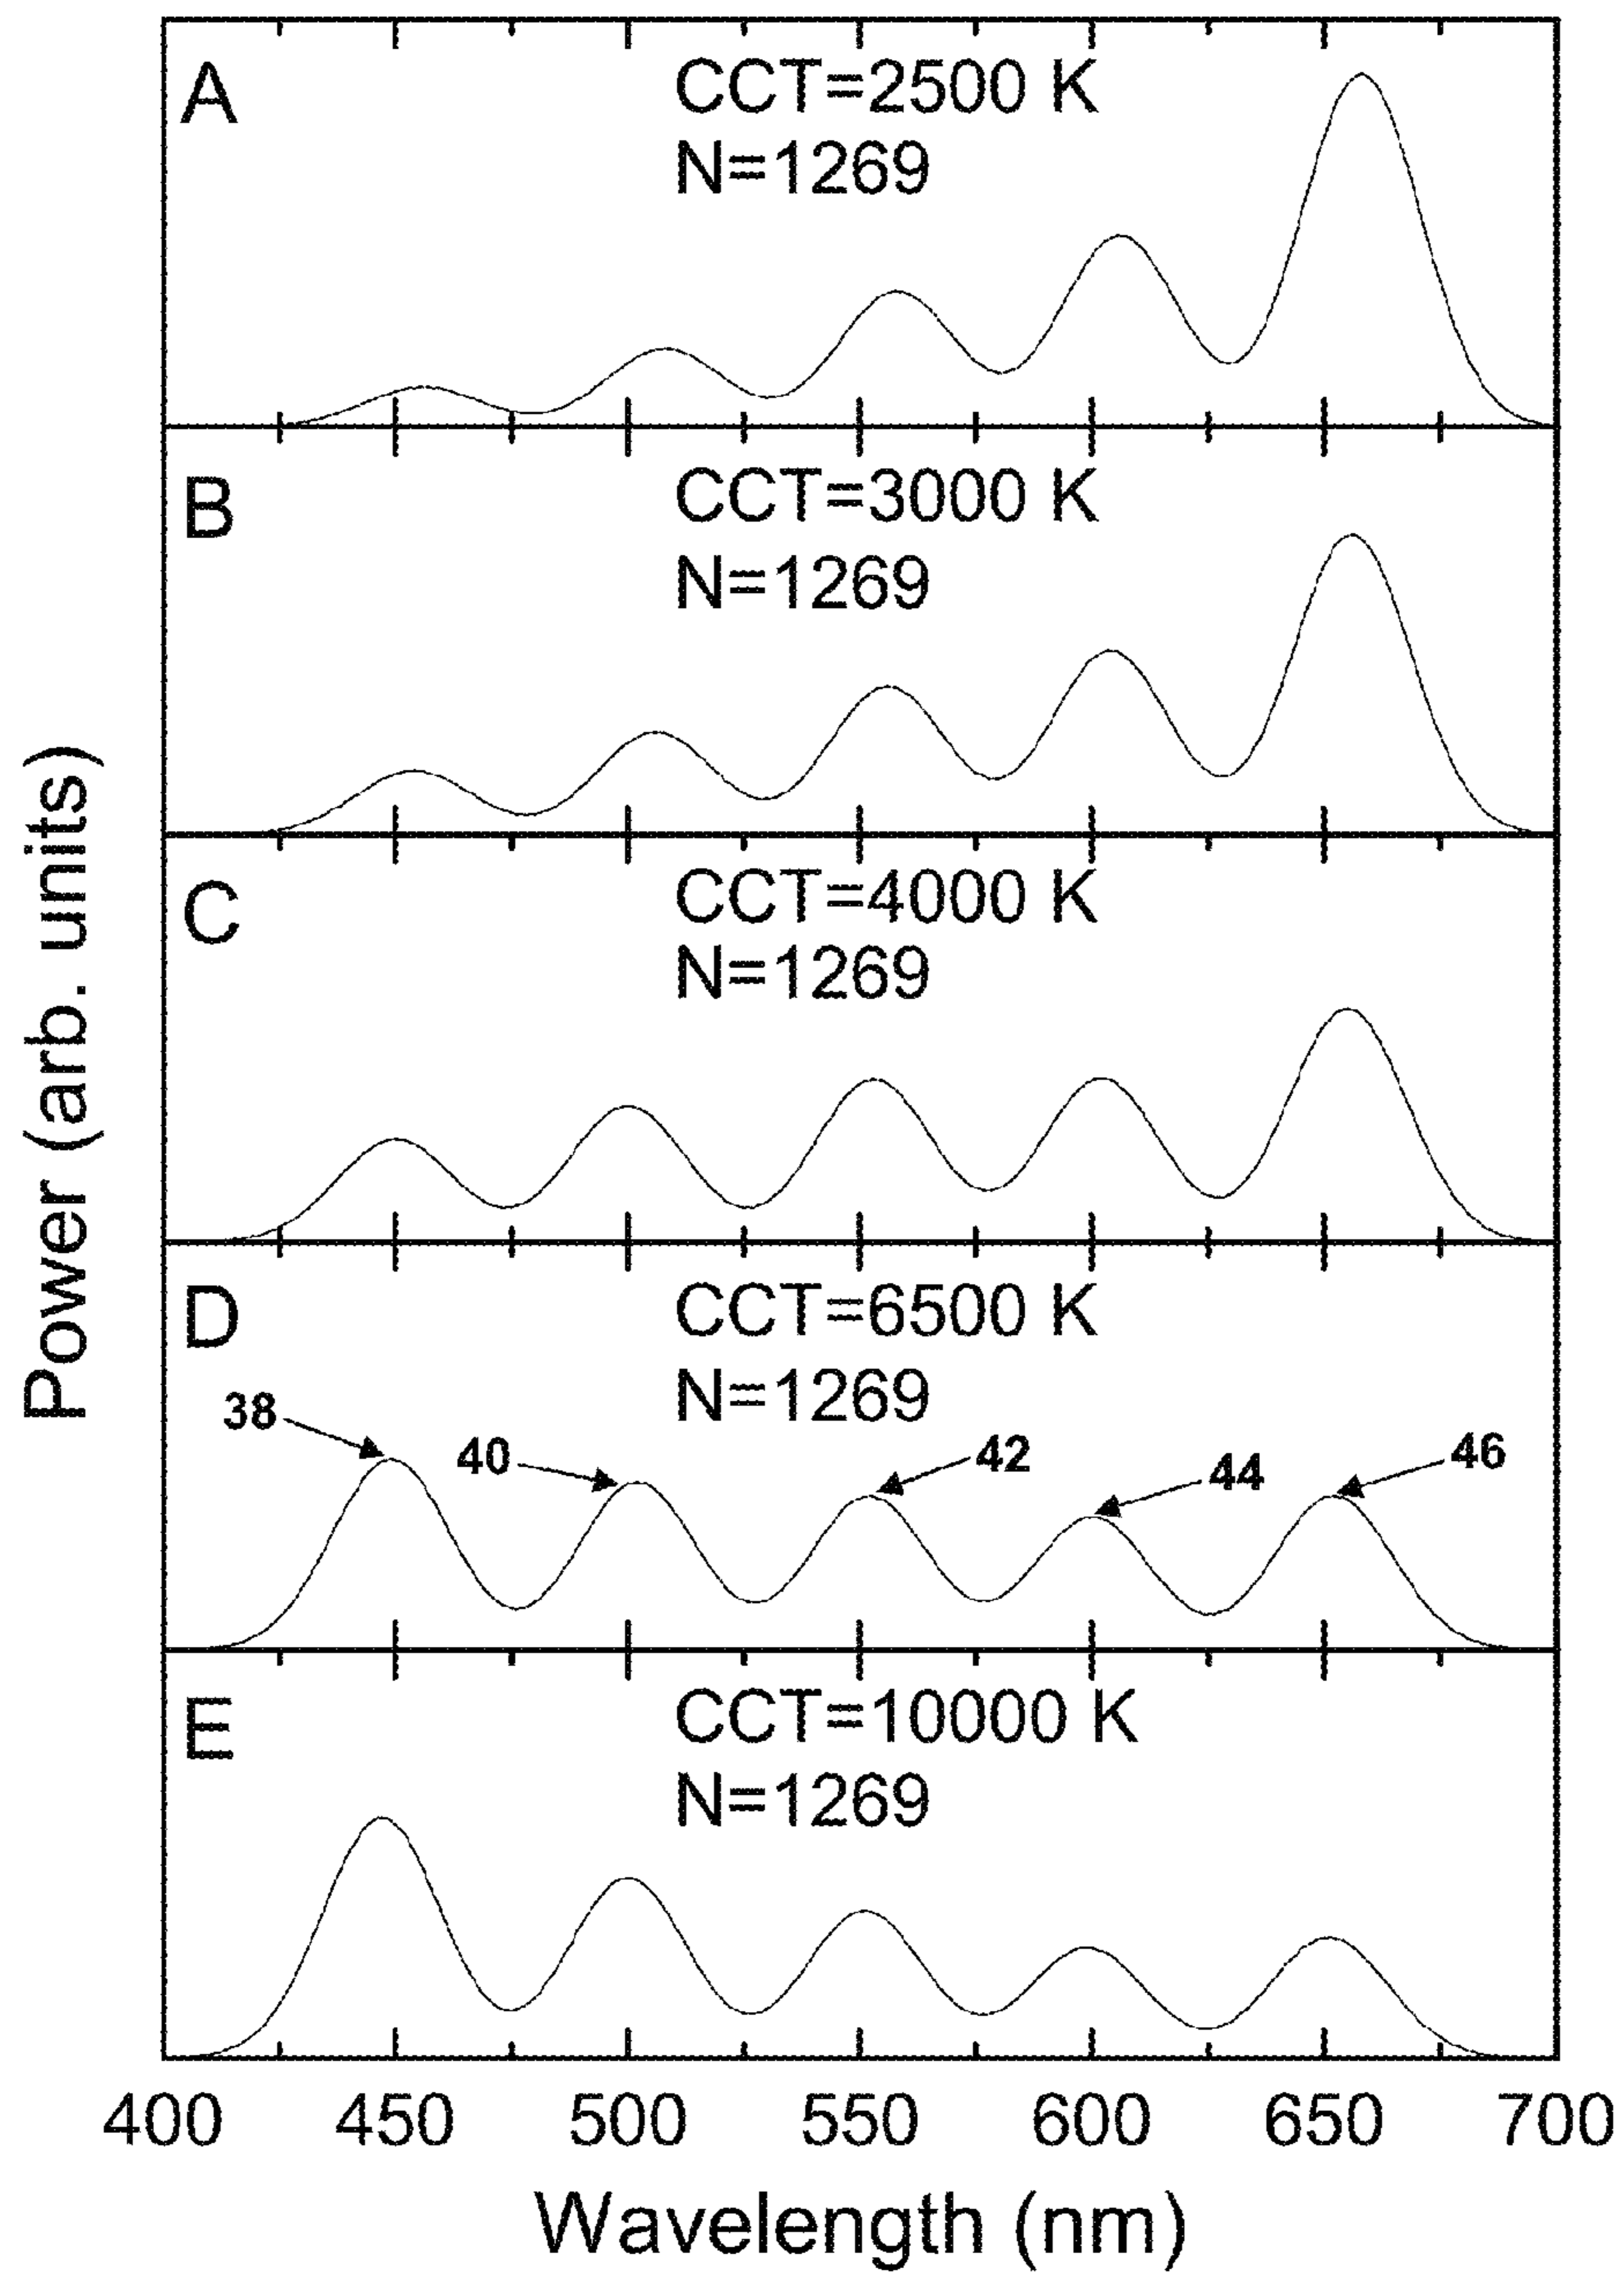 A
CCT=2500 K
N=1269
B
CCT=3000 K
N=1269
C
CCT=4000 K
N=1269
D
CCT=6500 K
N=1269
38
40
42
44
46
E
CCT=10000 K
N=1269
Power (arb. units)
400 450 500 550 600 650 700
Wavelength (nm)